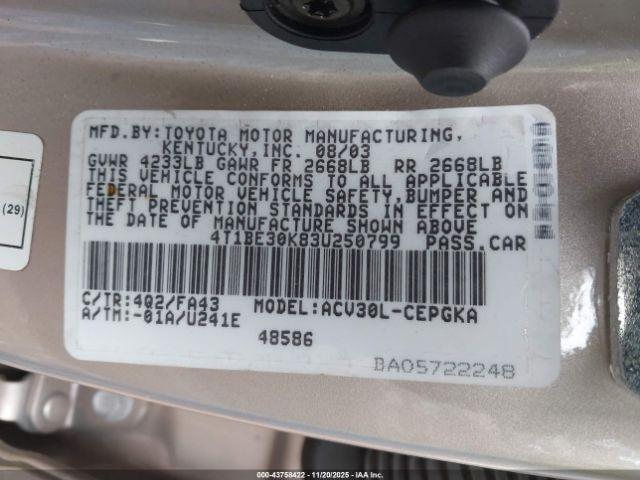 MFD.BY:TOYOTA MOTOR MANUFACTURING,
KENTUCKY,INC. 08/03
GVWR 4233LB GAWR FR 2668LB RR 2668LB
THIS VEHICLE CONFORMS TO ALL APPLICABLE
FEDERAL MOTOR VEHICLE SAFETY,BUMPER,AND
THEFT PREVENTION STANDARDS IN EFFECT ON
THE DATE OF MANUFACTURE SHOWN ABOVE
4T1BE30K83U250799 PASS.CAR
C/TR:4Q2/FA43 MODEL:ACV30L-CEPGKA
A/TM:-01A/U241E
48586
BA05722248
(29)
000-43758422 - 11/20/2025 - IAA, LLC.